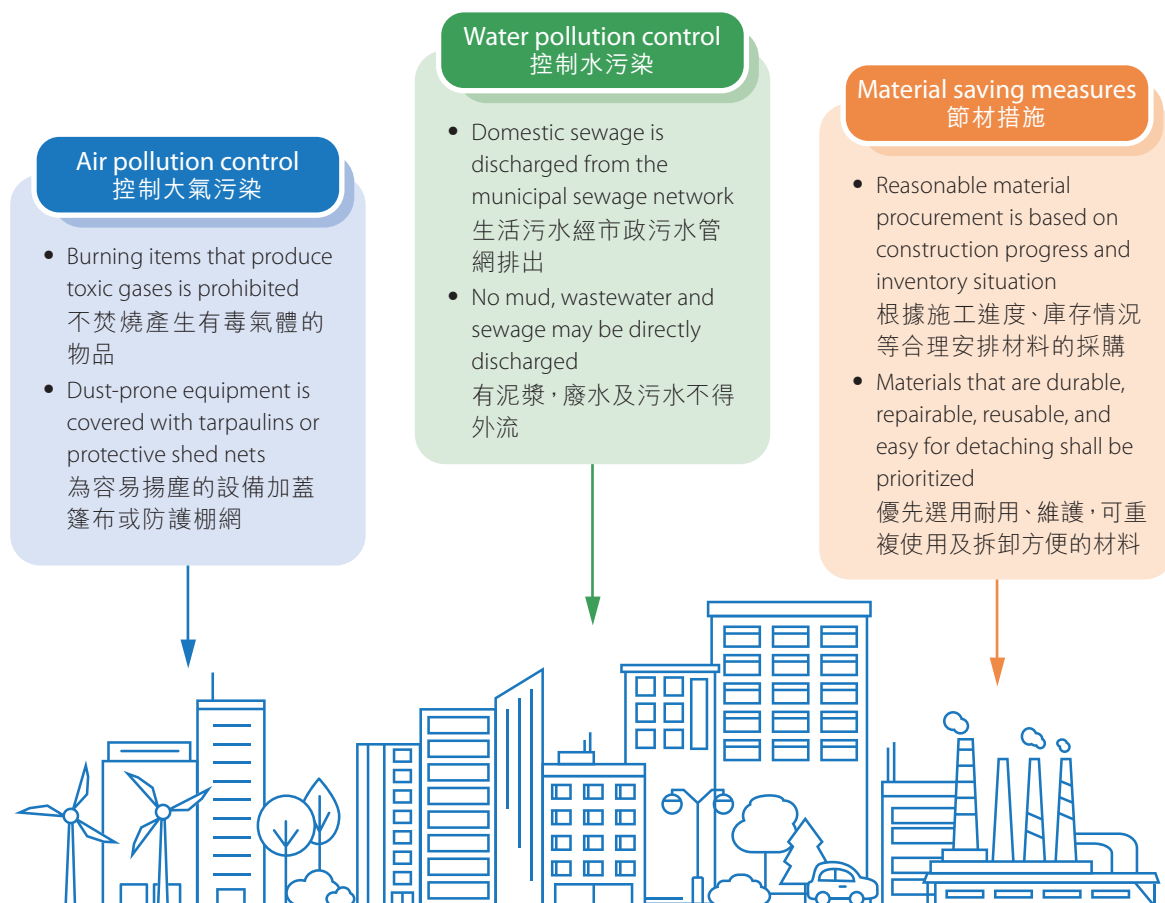 Air pollution control
控制大氣污染
Burning items that produce
toxic gases is prohibited
不焚燒產生有毒氣體的
物品
Dust-prone equipment is
covered with tarpaulins or
protective shed nets
為容易揚塵的設備加蓋
篷布或防護棚網
Water pollution control
控制水污染
Domestic sewage is
discharged from the
municipal sewage network
生活污水經市政污水管
網排出
No mud, wastewater and
sewage may be directly
discharged
有泥漿，廢水及污水不得
外流
Material saving measures
節材措施
Reasonable material
procurement is based on
construction progress and
inventory situation
根據施工進度、庫存情況
等合理安排材料的採購
Materials that are durable,
repairable, reusable, and
easy for detaching shall be
prioritized
優先選用耐用、維護，可重
複使用及拆卸方便的材料